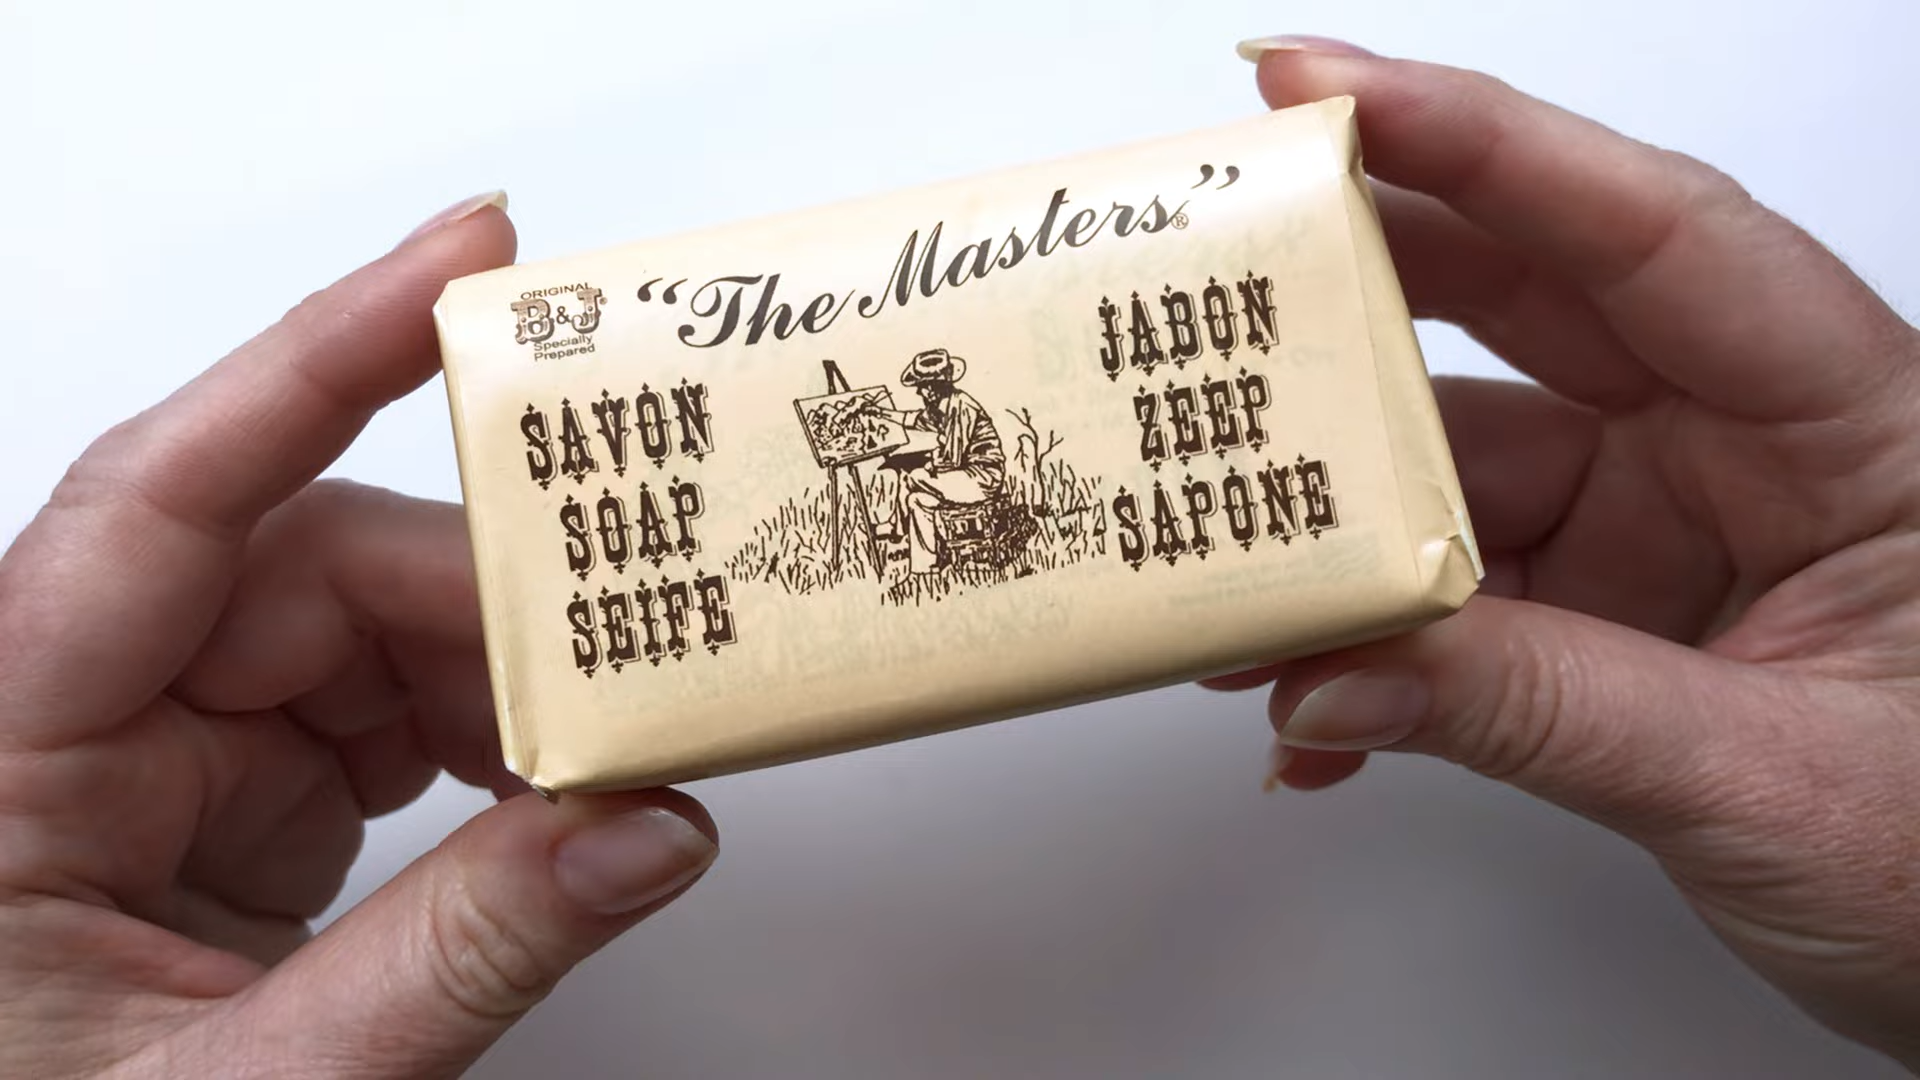 “The Masters®”
ORIGINAL
B&J®
Specially
Prepared
SAVON
SOAP
SEIFE
JABON
ZEEP
SAPONE